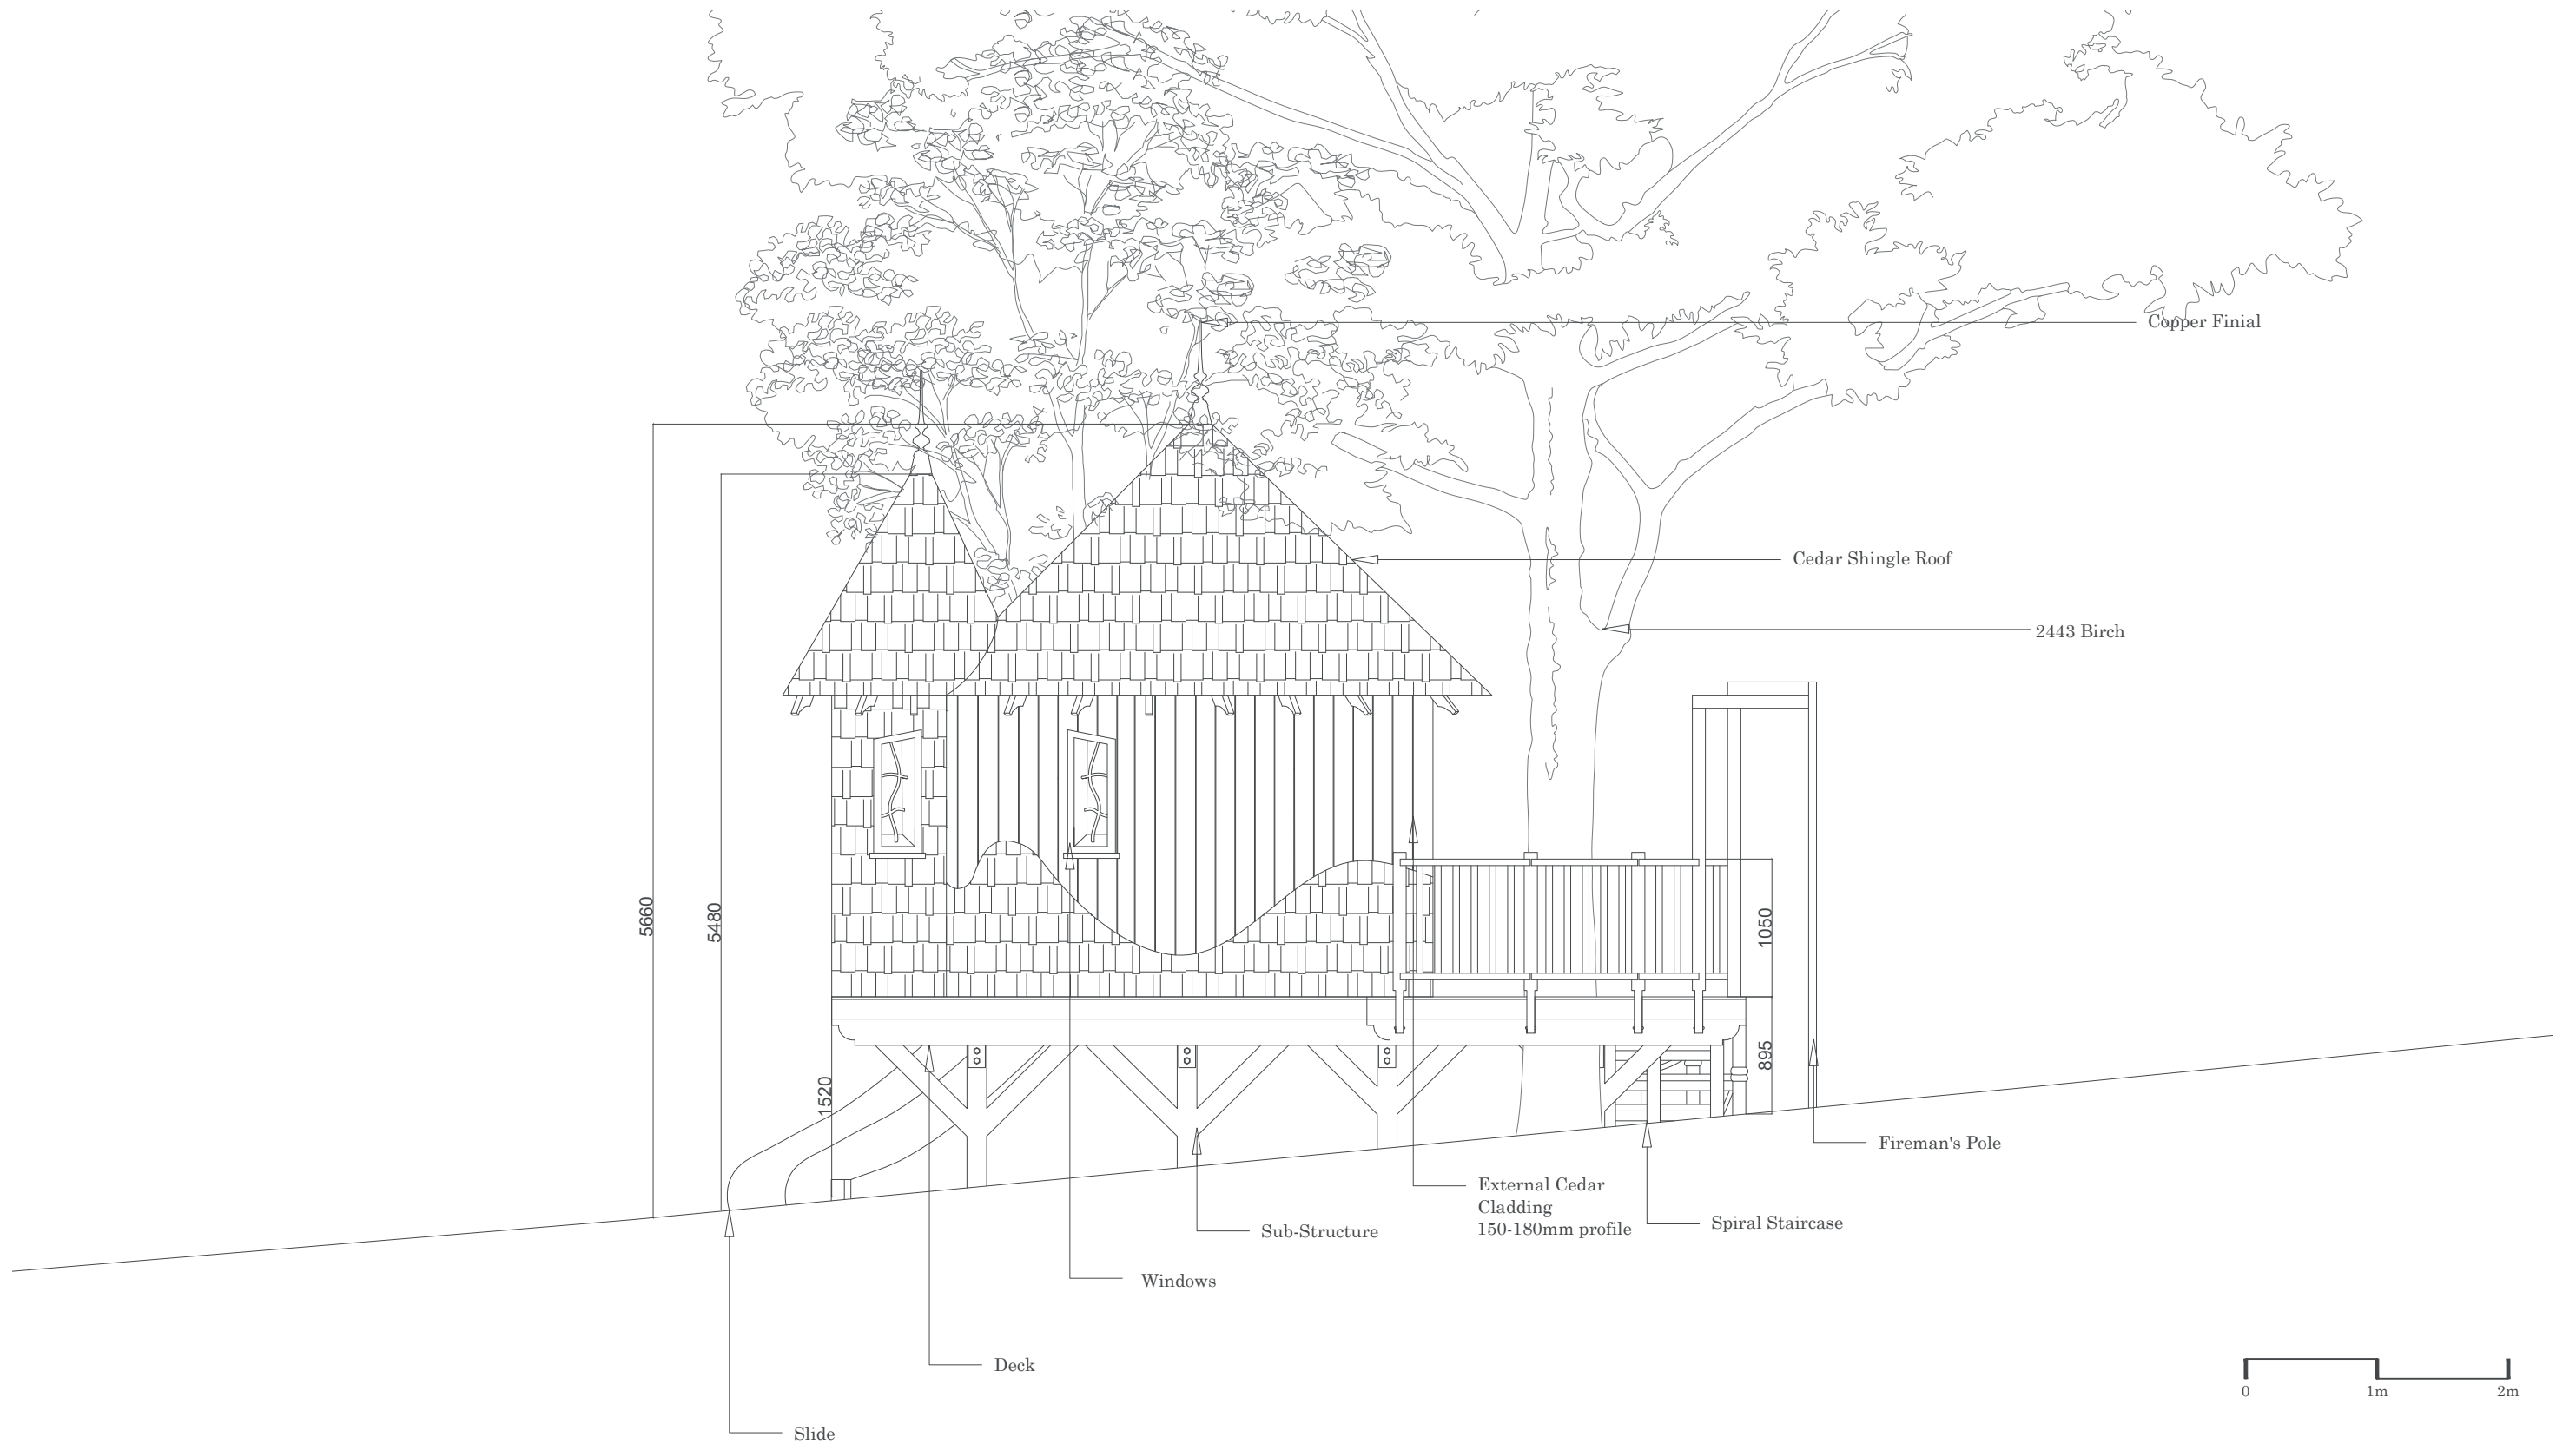 Copper Finial
Cedar Shingle Roof
2443 Birch
5660
5480
1050
895
1520
Fireman's Pole
External Cedar
Cladding
150-180mm profile
Spiral Staircase
Sub-Structure
Windows
Deck
Slide
0 1m 2m